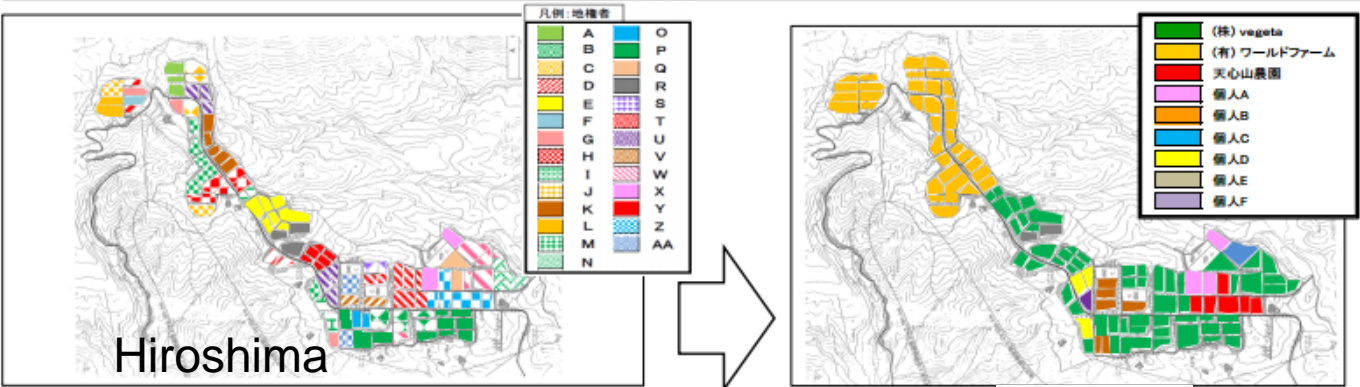 凡例:地権者
A O
B P
C Q
D R
E S
F T
G U
H V
I W
J X
K Y
L Z
M AA
N
Hiroshima
(株) vegeta
(有) ワールドファーム
天心山農園
個人A
個人B
個人C
個人D
個人E
個人F